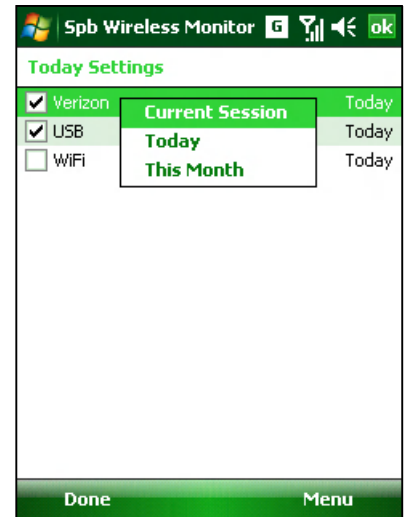 Spb Wireless Monitor G ok
Today Settings
Verizon Today
Current Session
USB Today
Today
WiFi Today
This Month
Done Menu